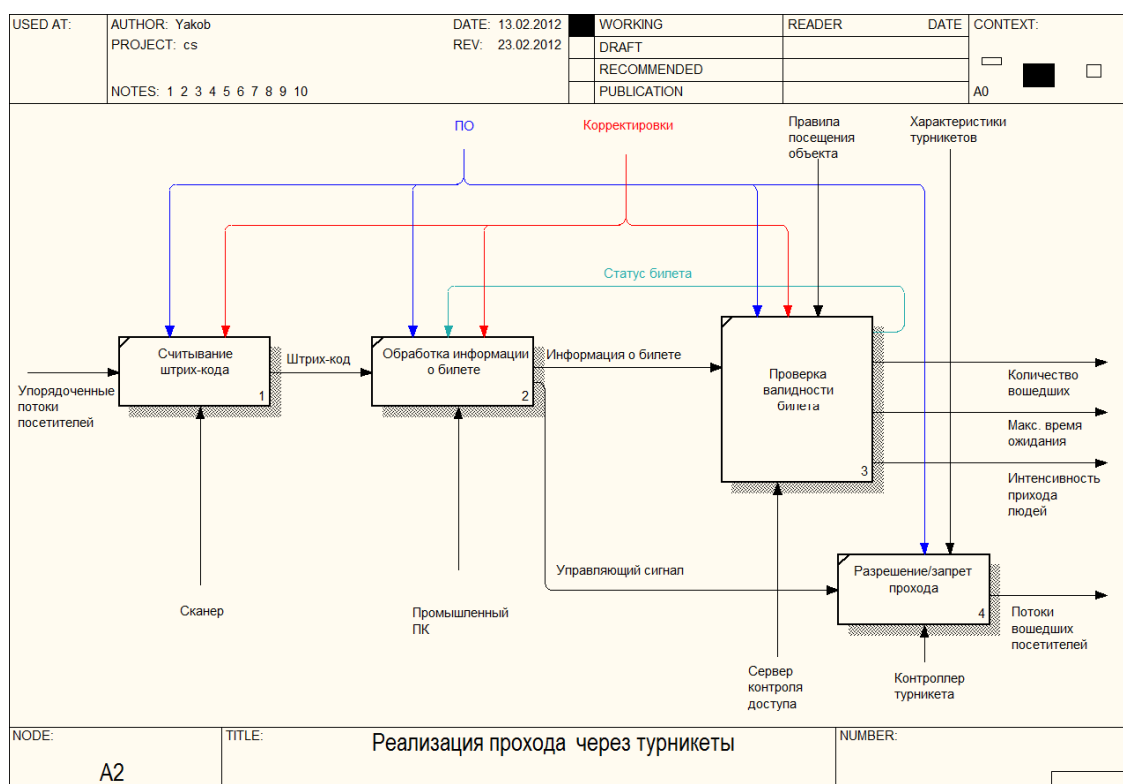 USED AT:
AUTHOR: Yakob
DATE: 13.02.2012
WORKING
READER
DATE
CONTEXT:
PROJECT: cs
REV: 23.02.2012
DRAFT
RECOMMENDED
NOTES: 1 2 3 4 5 6 7 8 9 10
PUBLICATION
A0
ПО
Корректировки
Правила
посещения
объекта
Характеристики
турникетов
Статус билета
Считывание
штрих-кода
1
Штрих-код
Обработка информации
о билете
2
Информация о билете
Проверка
валидности
билета
3
Упорядоченные
потоки
посетителей
Количество
вошедших
Макс. время
ожидания
Интенсивность
прихода
людей
Управляющий сигнал
Разрешение/запрет
прохода
4
Сканер
Промышленный
ПК
Потоки
вошедших
посетителей
Сервер
контроля
доступа
Контроллер
турникета
NODE:
TITLE:
Реализация прохода через турникеты
NUMBER:
A2